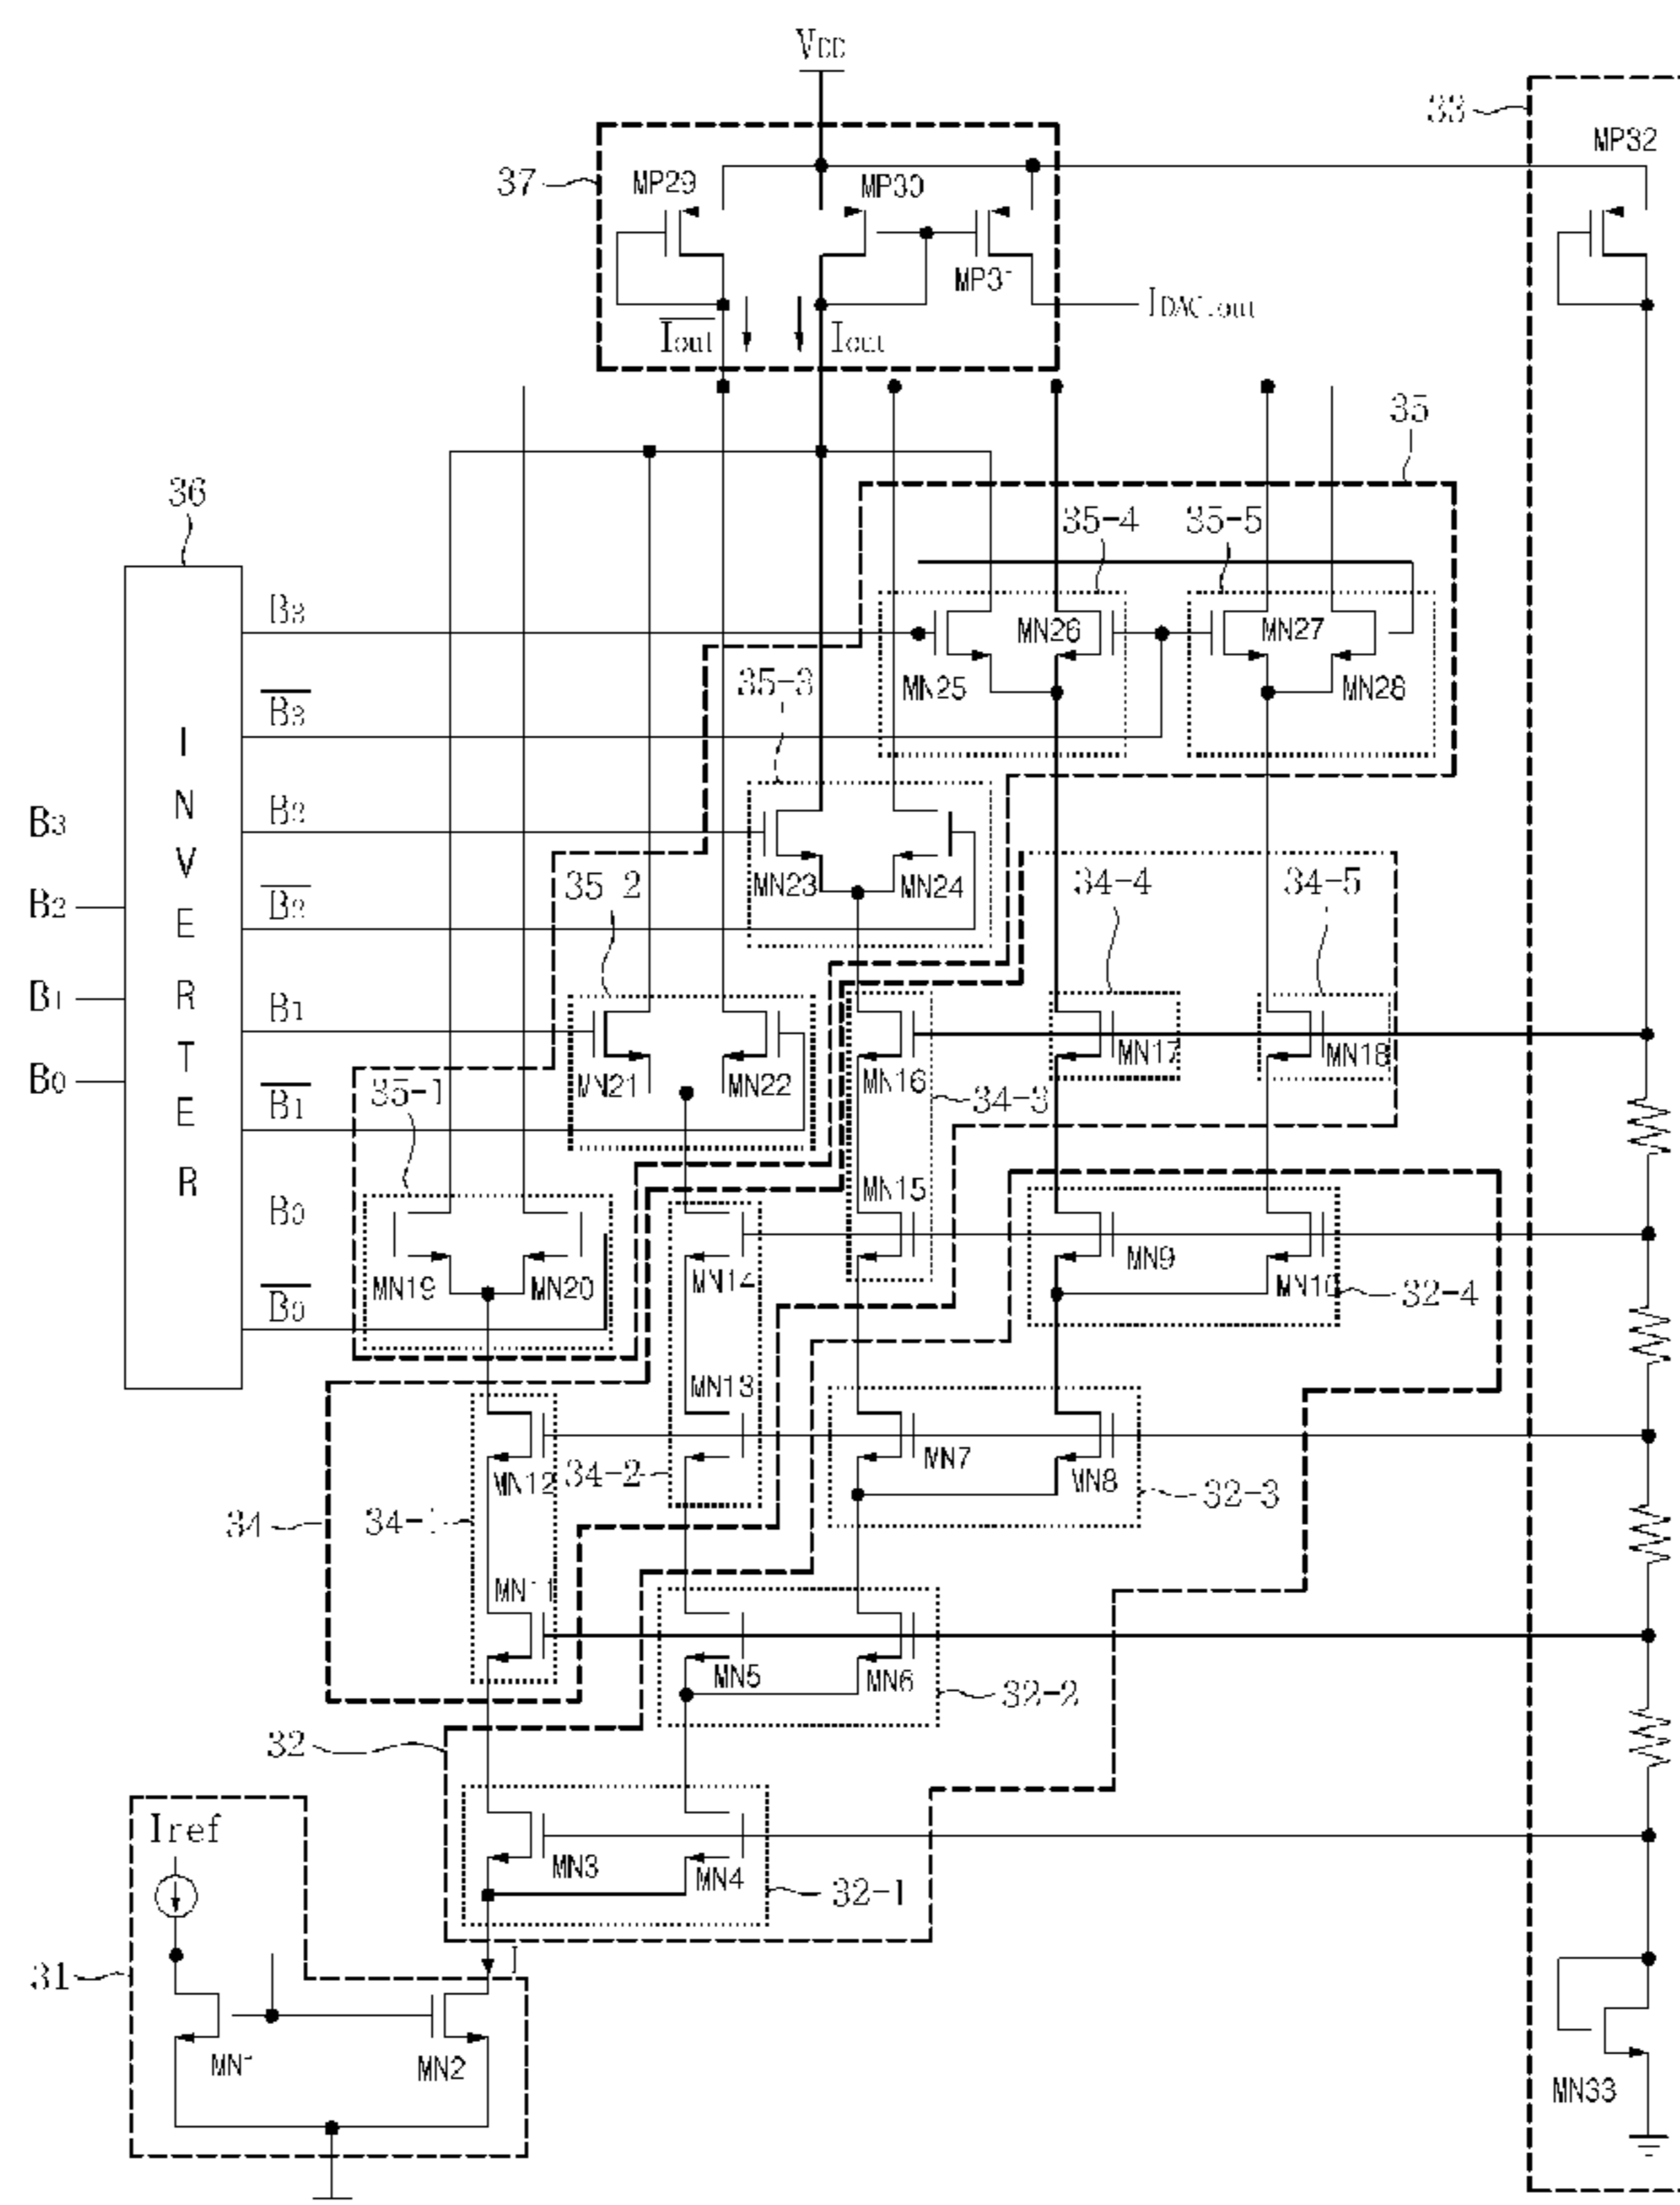 VCC
33
MP32
37
MP29
MP30
MP31
IDAC.out
Iout
Iout
35
36
35-4
35-5
B3
MN26
MN27
35-3
MN25
MN28
B3
I
N
V
E
R
T
E
R
B3
B2
B2
B1
B0
B2
35-2
MN23
MN24
34-4
34-5
B1
MN21
MN22
MN16
MN17
MN18
B1
35-1
34-3
MN15
B0
MN19
MN20
MN14
MN9
MN10
32-4
B0
MN13
MN12
34-2
MN7
MN8
32-3
34
34-1
MN11
MN5
MN6
32-2
32
Iref
MN3
MN4
32-1
31
I
MN1
MN2
MN33